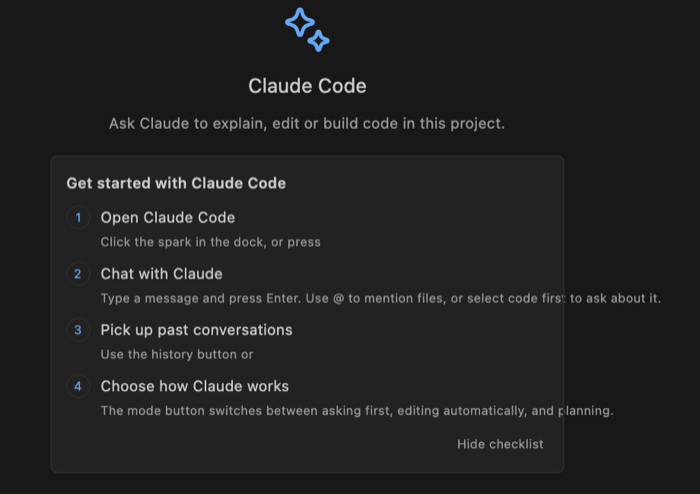 Claude Code
Ask Claude to explain, edit or build code in this project.
Get started with Claude Code
1 Open Claude Code
Click the spark in the dock, or press
2 Chat with Claude
Type a message and press Enter. Use @ to mention files, or select code first to ask about it.
3 Pick up past conversations
Use the history button or
4 Choose how Claude works
The mode button switches between asking first, editing automatically, and planning.
Hide checklist